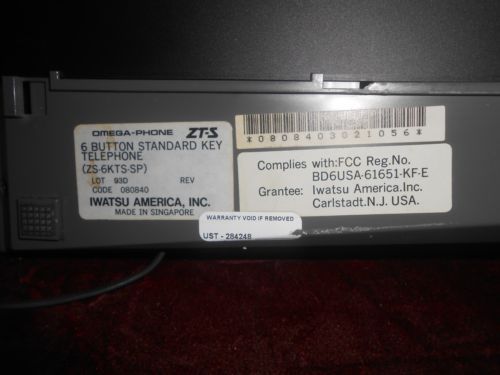 OMEGA-PHONE ZT-S
6 BUTTON STANDARD KEY
TELEPHONE
(ZS-6KTS-SP)
LOT 93D REV
CODE 080840
IWATSU AMERICA, INC.
MADE IN SINGAPORE
*0808403021056*
Complies with:FCC Reg.No.
BD6USA-61651-KF-E
Grantee: Iwatsu America.Inc.
Carlstadt.N.J. USA.
WARRANTY VOID IF REMOVED
UST - 284248